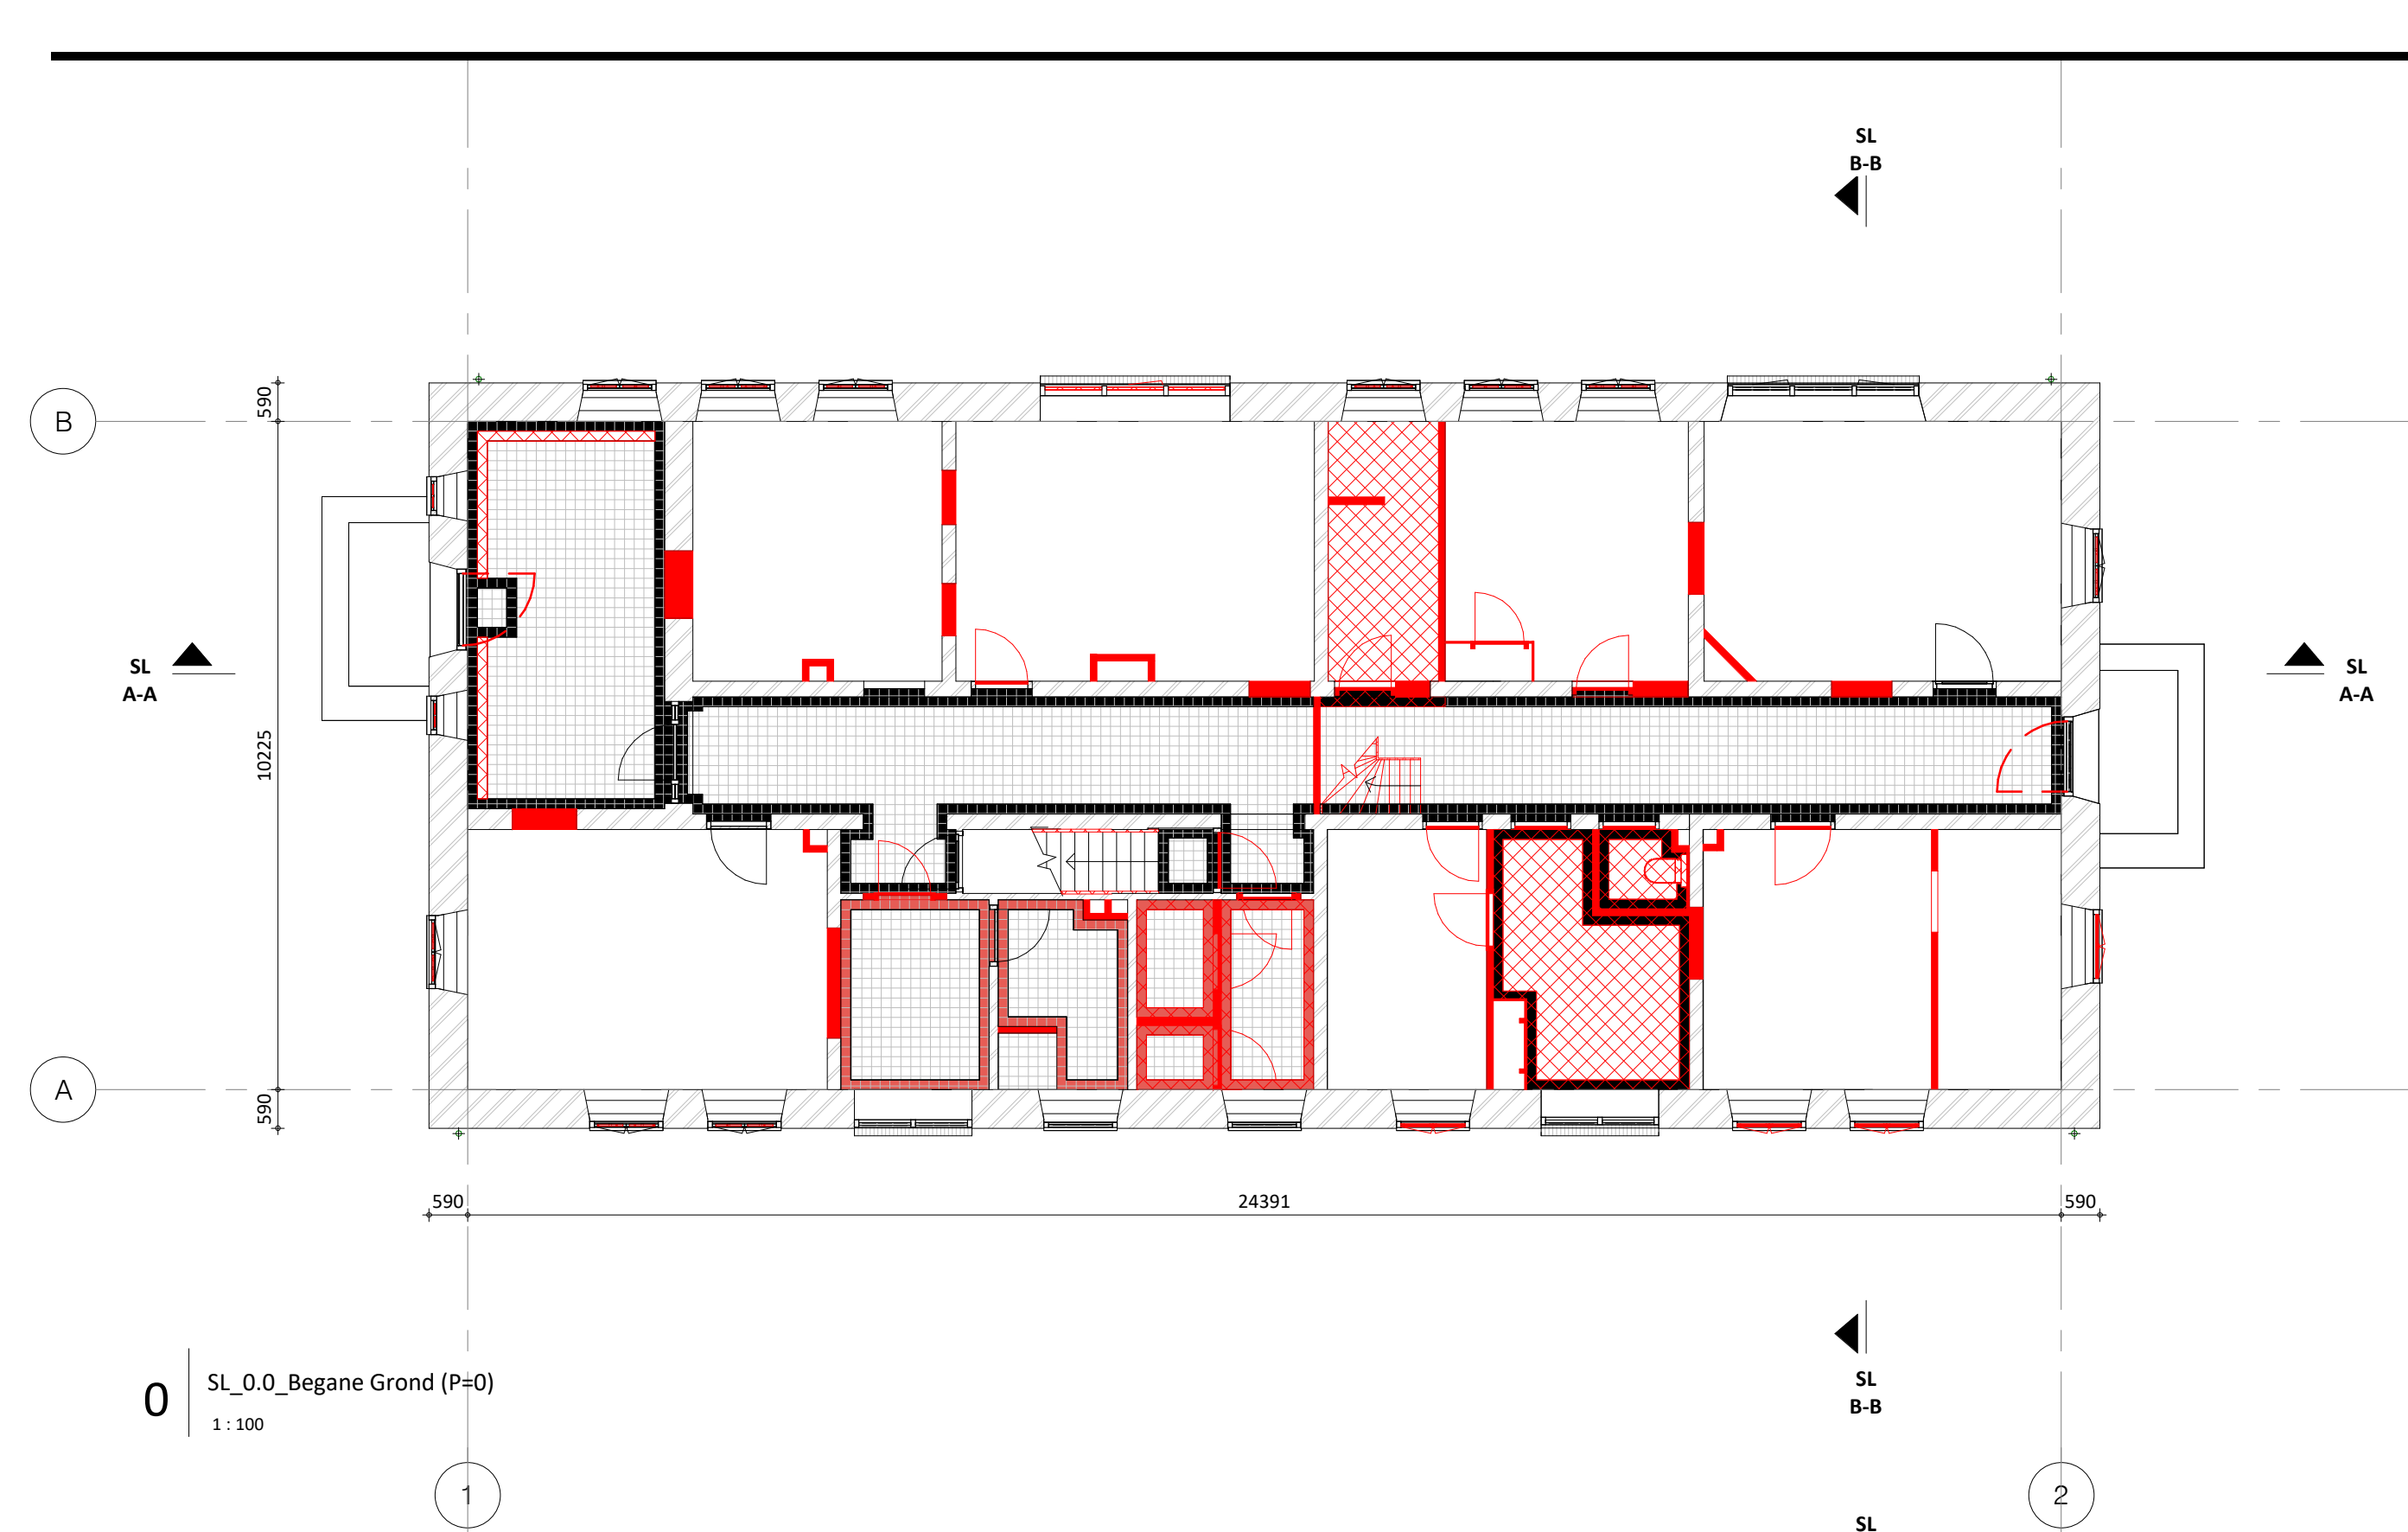 SL
B-B
590
B
10225
SL
A-A
SL
A-A
A
590
590
24391
590
0
SL_0.0_Begane Grond (P=0)
1 : 100
SL
B-B
1
2
SL